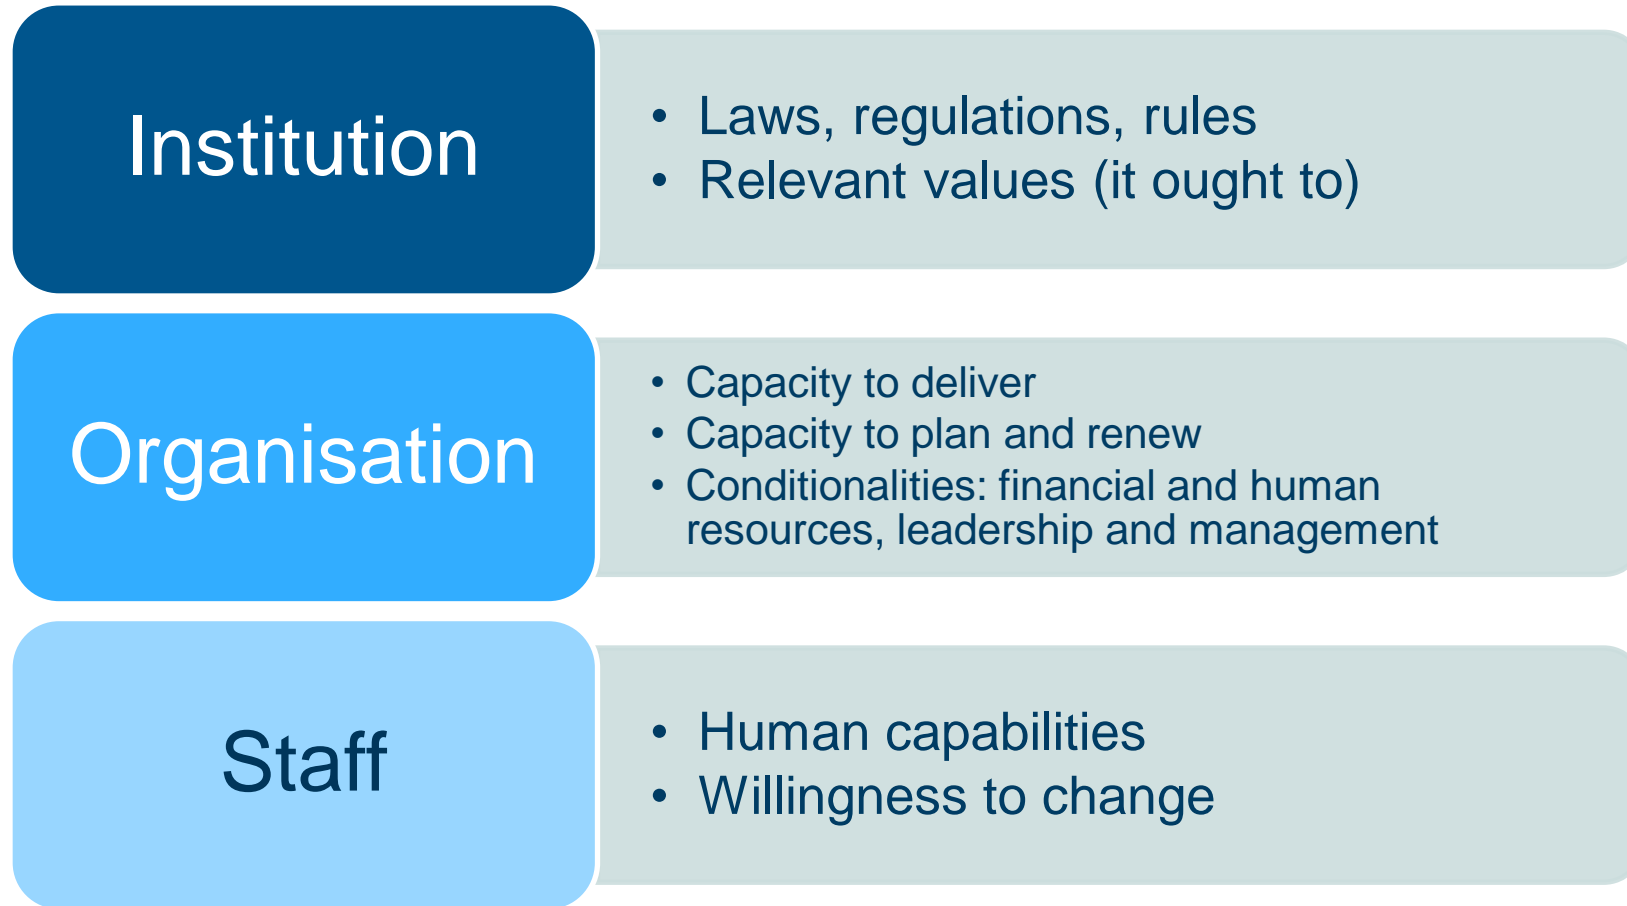 Institution
• Laws, regulations, rules
• Relevant values (it ought to)
Organisation
• Capacity to deliver
• Capacity to plan and renew
• Conditionalities: financial and human
resources, leadership and management
Staff
• Human capabilities
• Willingness to change